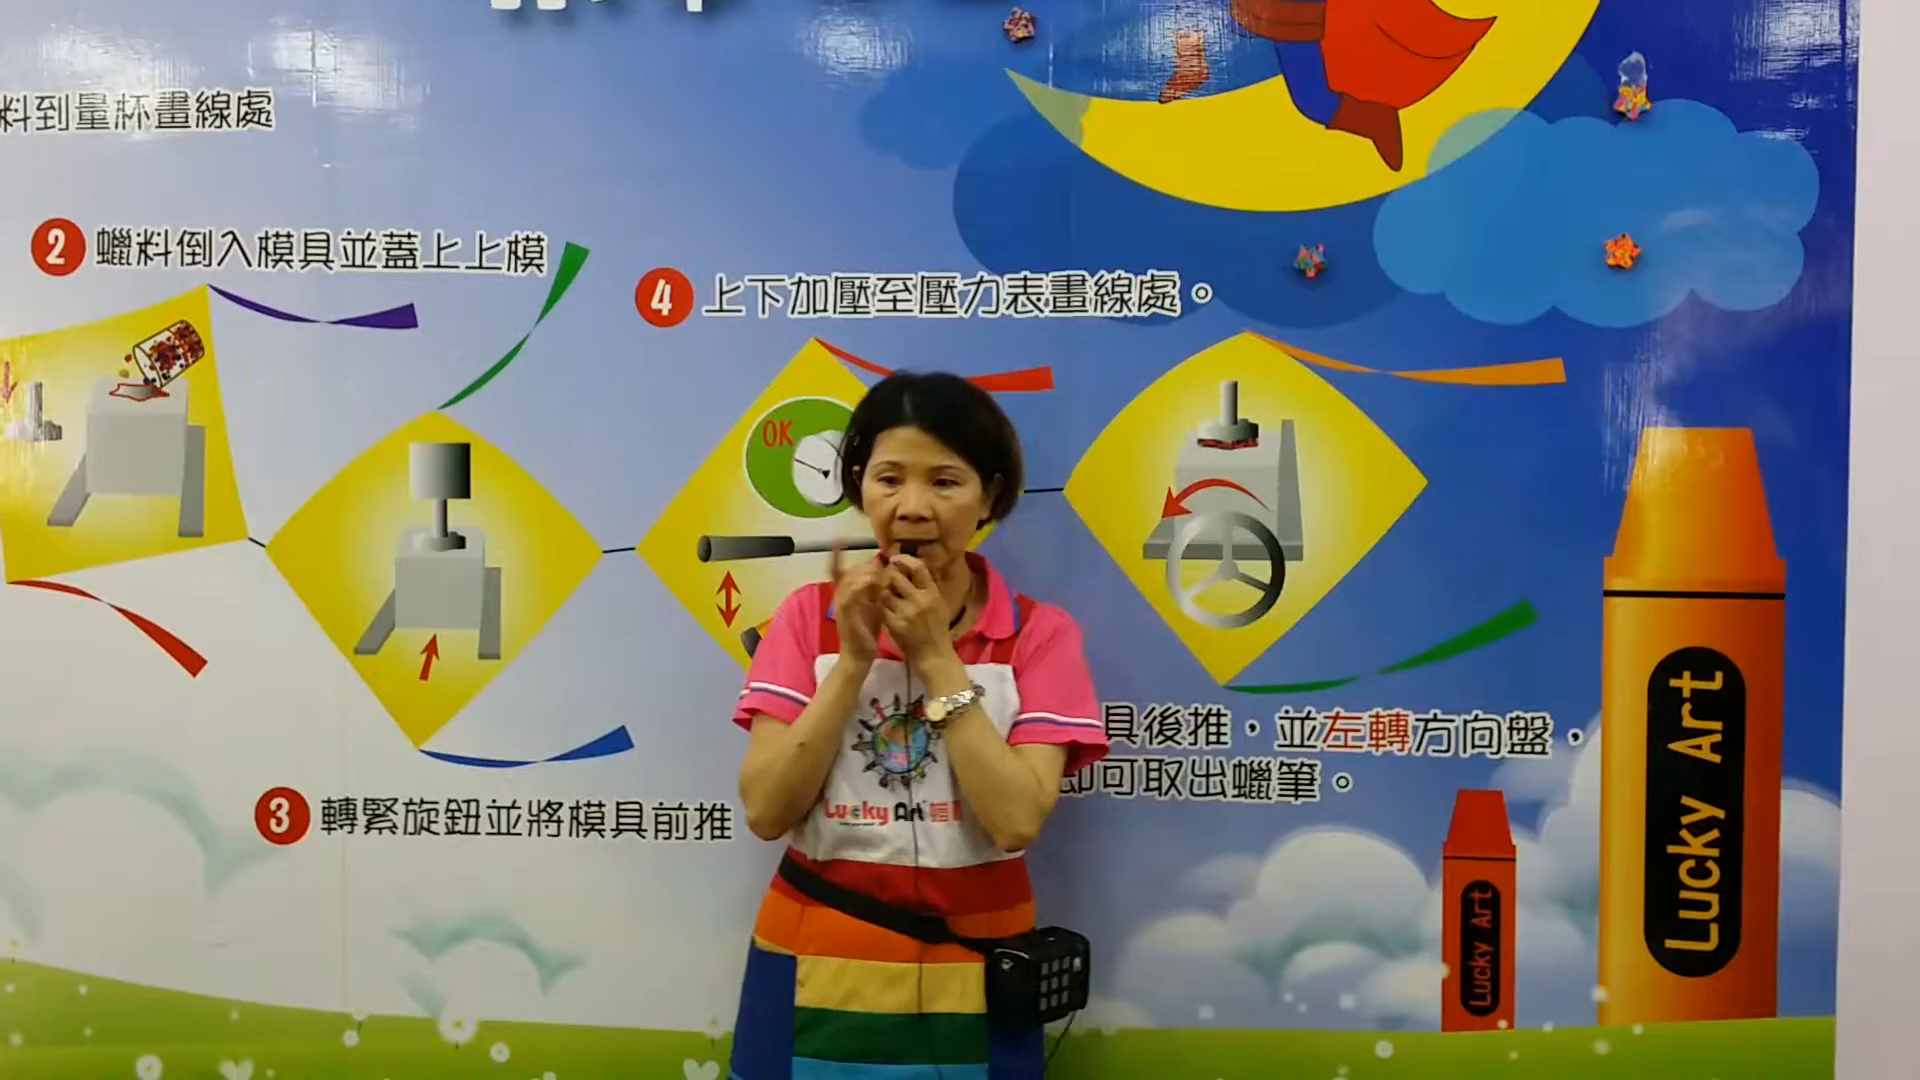 料到量杯畫線處
2 蠟料倒入模具並蓋上上模
4 上下加壓至壓力表畫線處。
OK
具後推，並左轉方向盤，
即可取出蠟筆。
3 轉緊旋鈕並將模具前推
Lucky Art
Lucky Art
Lucky Art